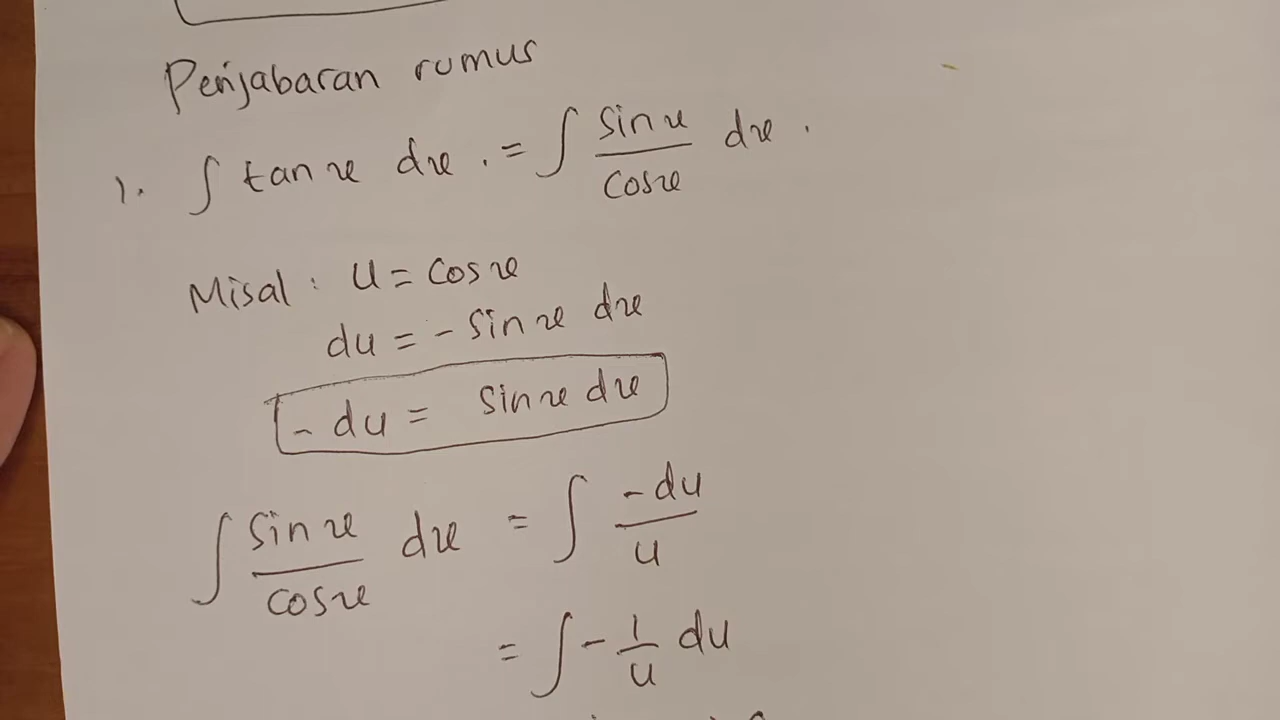 Penjabaran rumus
1. ∫ tan x dx . = ∫ sin x / cos x dx .
Misal : u = cos x
du = - sin x dx
- du = sin x dx
∫ sin x / cos x dx = ∫ -du / u
= ∫ - 1/u du